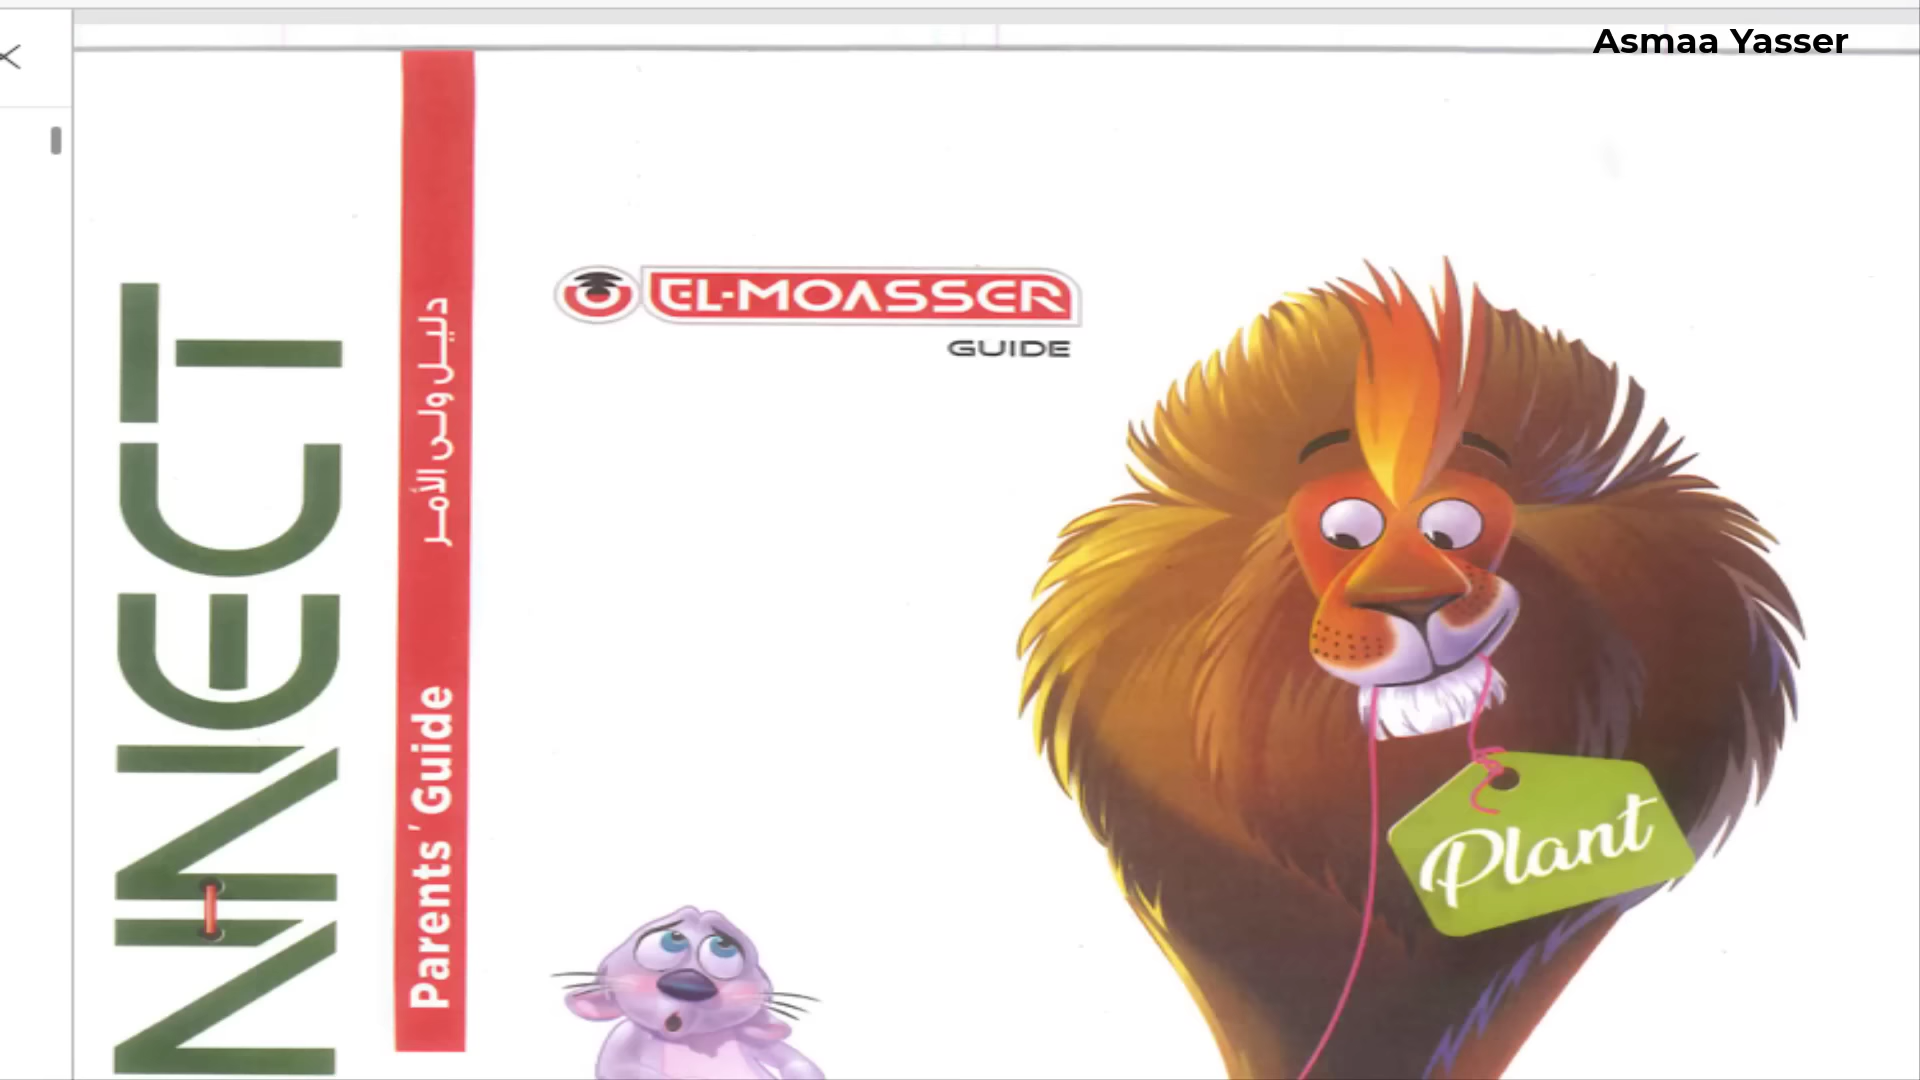 Asmaa Yasser
NNECT
دليل ولى الأمر
Parents' Guide
EL-MOASSER
GUIDE
Plant